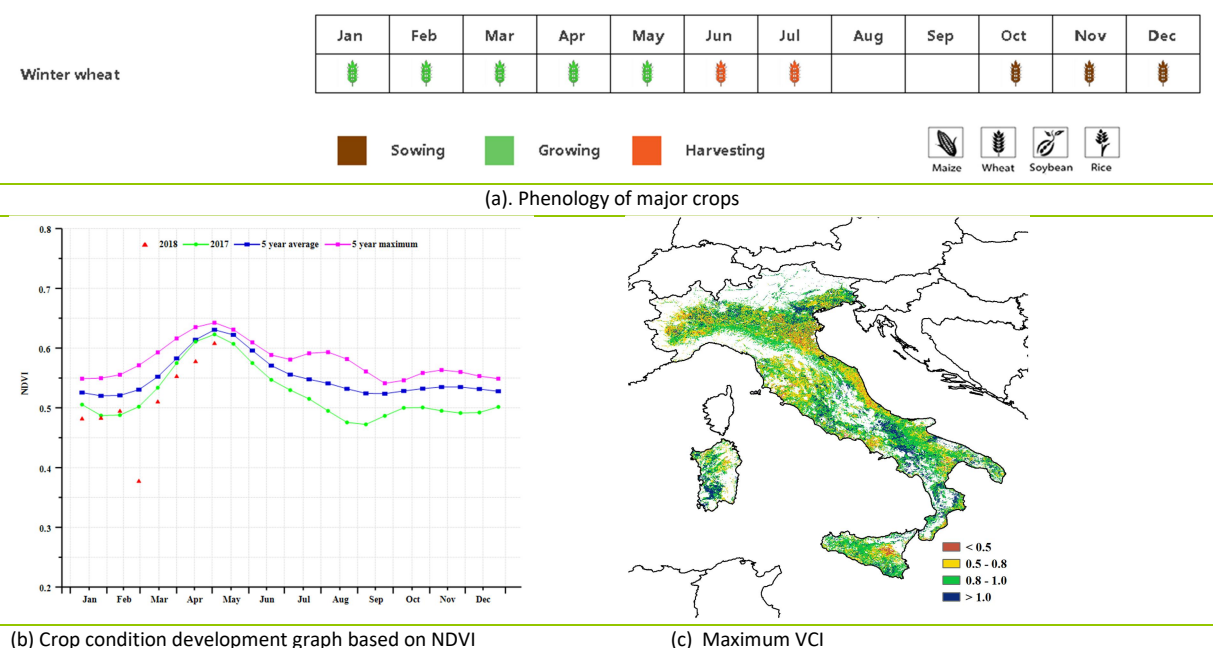 Jan Feb Mar Apr May Jun Jul Aug Sep Oct Nov Dec
Winter wheat
Sowing Growing Harvesting
Maize Wheat Soybean Rice
(a). Phenology of major crops
0.8
2018 2017 5 year average 5 year maximum
0.7
0.6
0.5
0.4
0.3
0.2
NDVI
Jan Feb Mar Apr May Jun Jul Aug Sep Oct Nov Dec
< 0.5
0.5 - 0.8
0.8 - 1.0
> 1.0
(b) Crop condition development graph based on NDVI
(c) Maximum VCI